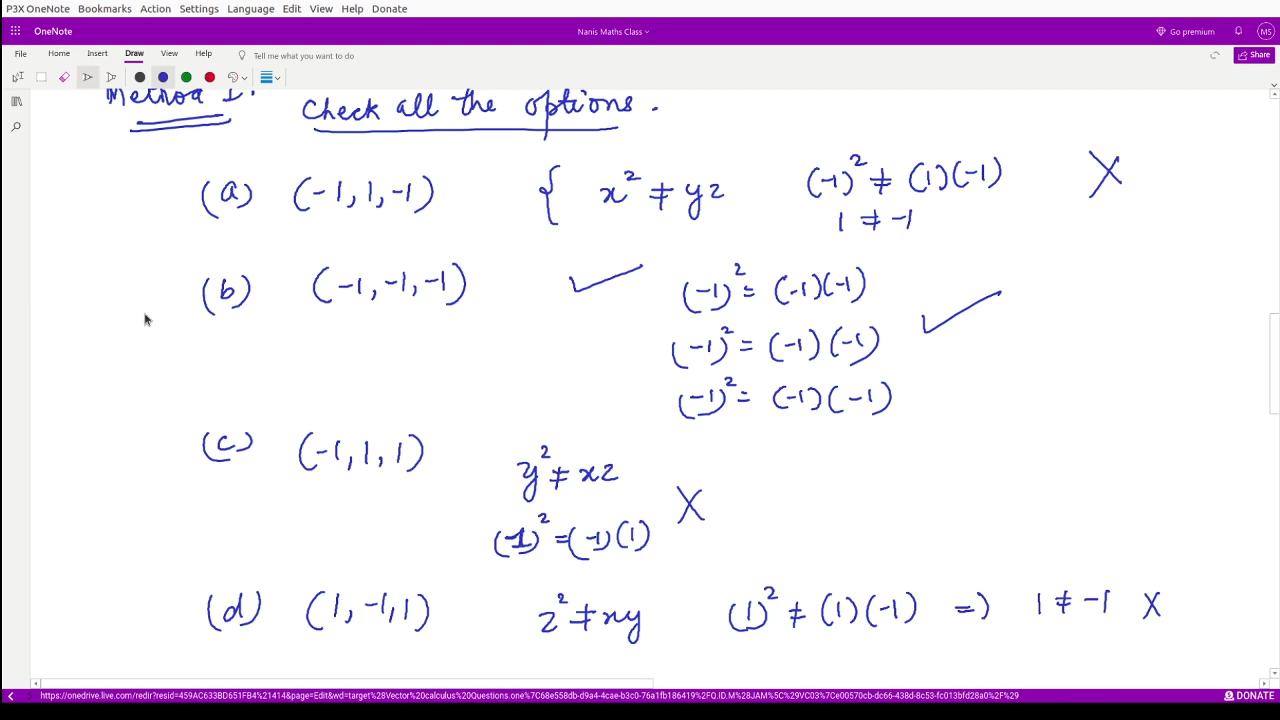 P3X OneNote Bookmarks Action Settings Language Edit View Help Donate
OneNote Nanis Maths Class Go premium MS
File Home Insert Draw View Help Tell me what you want to do Share
Method I. Check all the options.
(a) (-1, 1, -1) { x² ≠ yz (-1)² ≠ (1)(-1) X
1 ≠ -1
(b) (-1, -1, -1) ✓ (-1)² = (-1)(-1)
(-1)² = (-1)(-1) ✓
(-1)² = (-1)(-1)
(c) (-1, 1, 1) y² ≠ xz X
(-1)² = (-1)(1)
(d) (1, -1, 1) z² ≠ xy (1)² ≠ (1)(-1) => 1 ≠ -1 X
DONATE